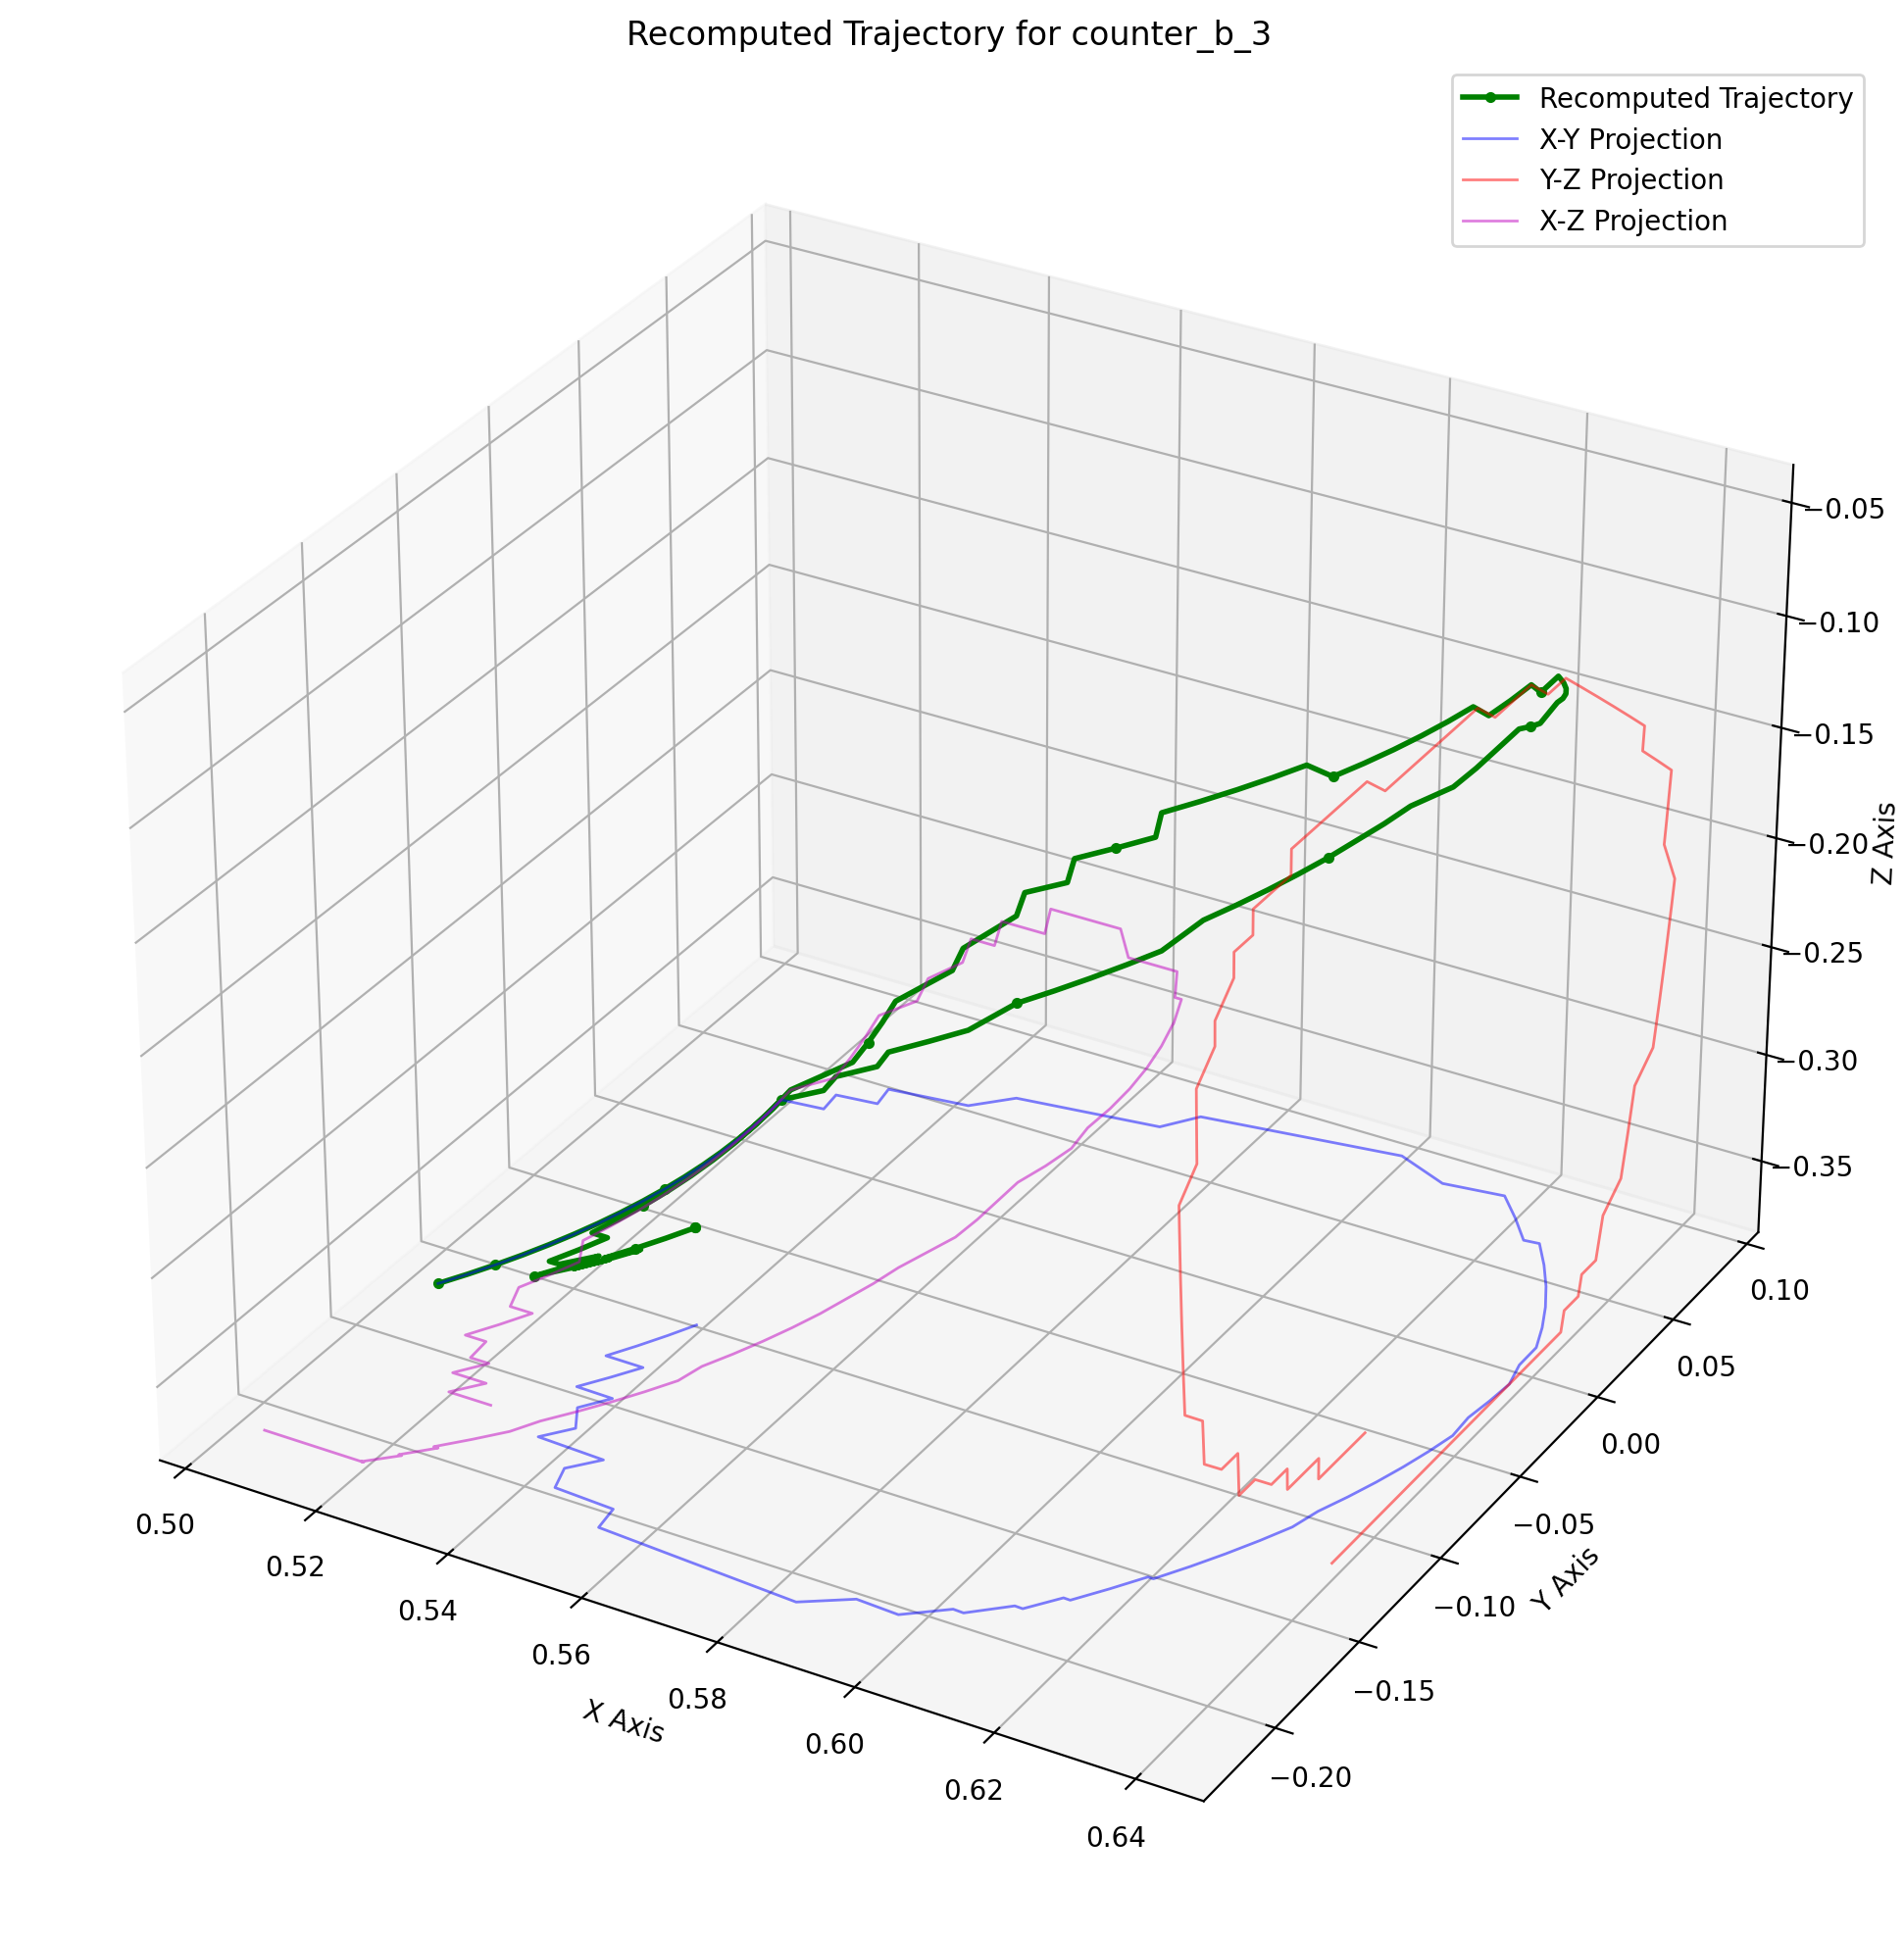 Recomputed Trajectory for counter_b_3
Recomputed Trajectory
X-Y Projection
Y-Z Projection
X-Z Projection
−0.05
−0.10
−0.15
−0.20
−0.25
−0.30
−0.35
Z Axis
0.10
0.05
0.00
−0.05
−0.10
−0.15
−0.20
Y Axis
0.50
0.52
0.54
0.56
0.58
0.60
0.62
0.64
X Axis